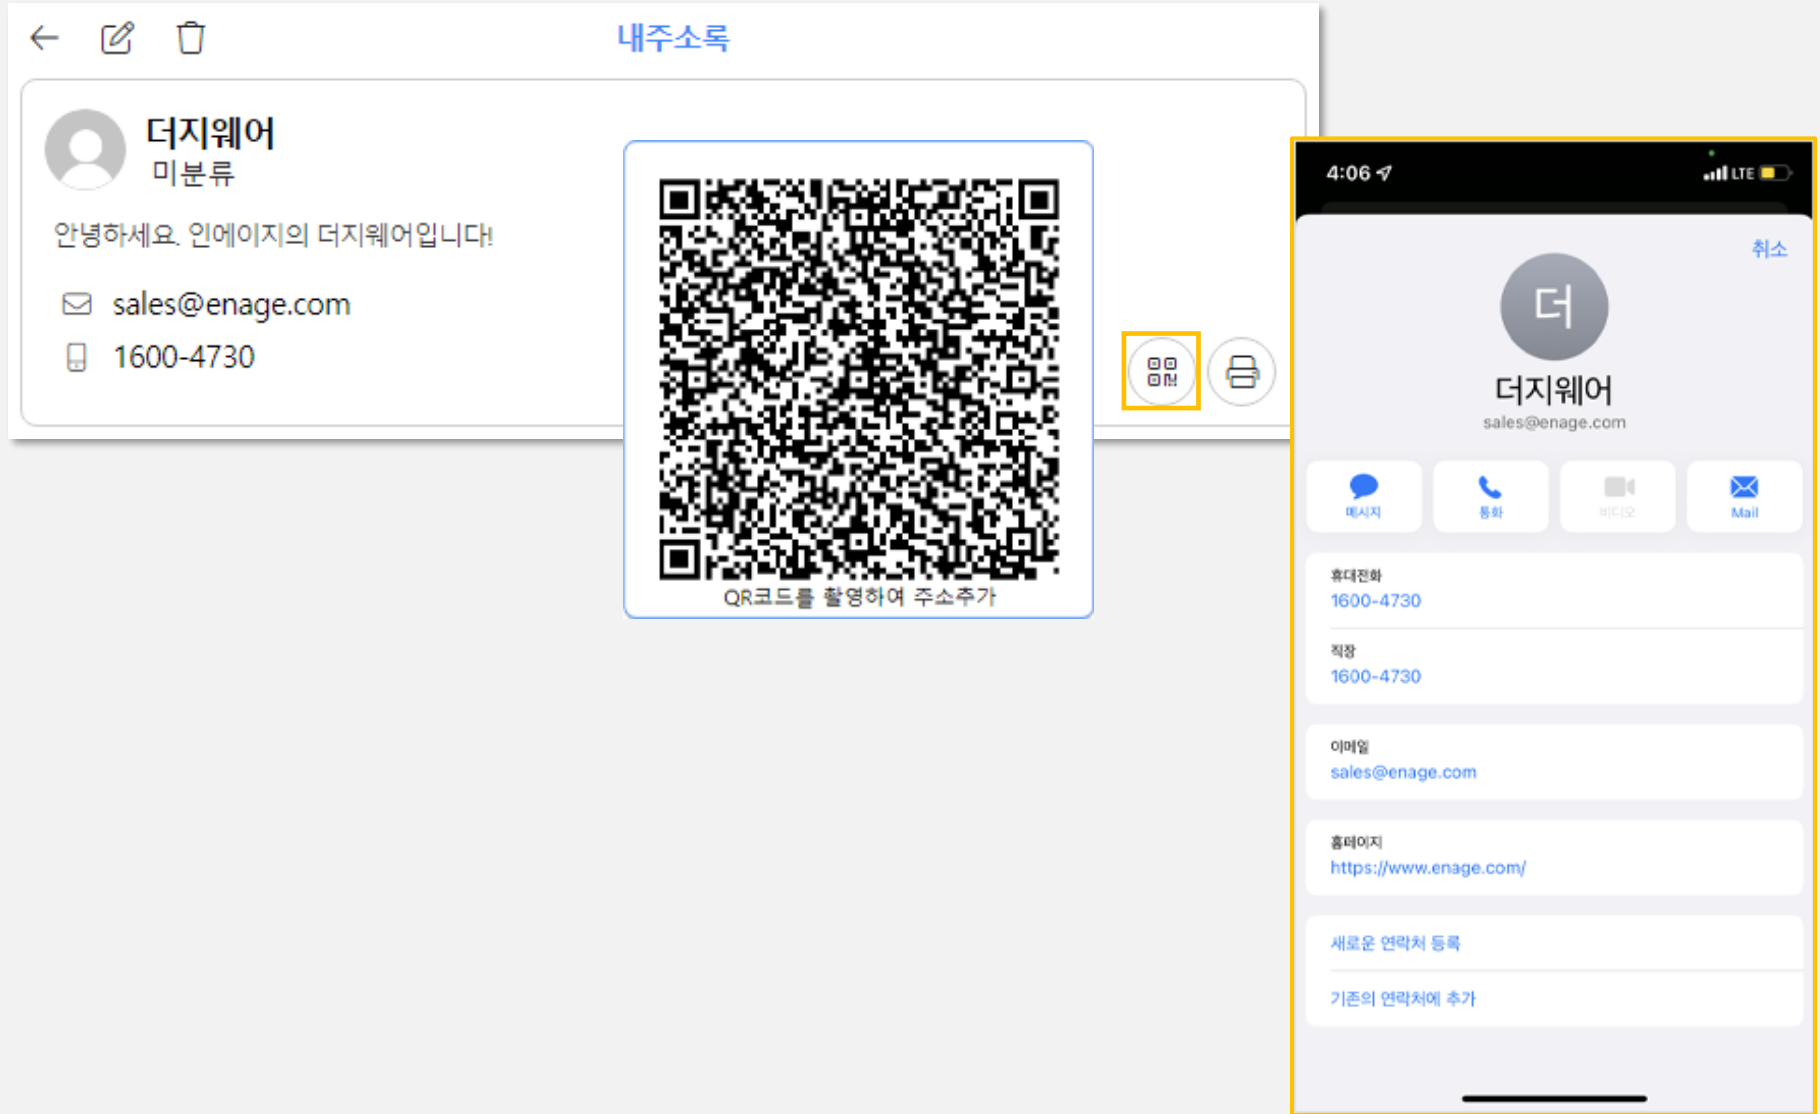 내주소록
더지웨어
미분류
안녕하세요. 인에이지의 더지웨어입니다!
sales@enage.com
1600-4730
QR코드를 촬영하여 주소추가
4:06
LTE
취소
더
더지웨어
sales@enage.com
메시지
통화
비디오
Mail
휴대전화
1600-4730
직장
1600-4730
이메일
sales@enage.com
홈페이지
https://www.enage.com/
새로운 연락처 등록
기존의 연락처에 추가